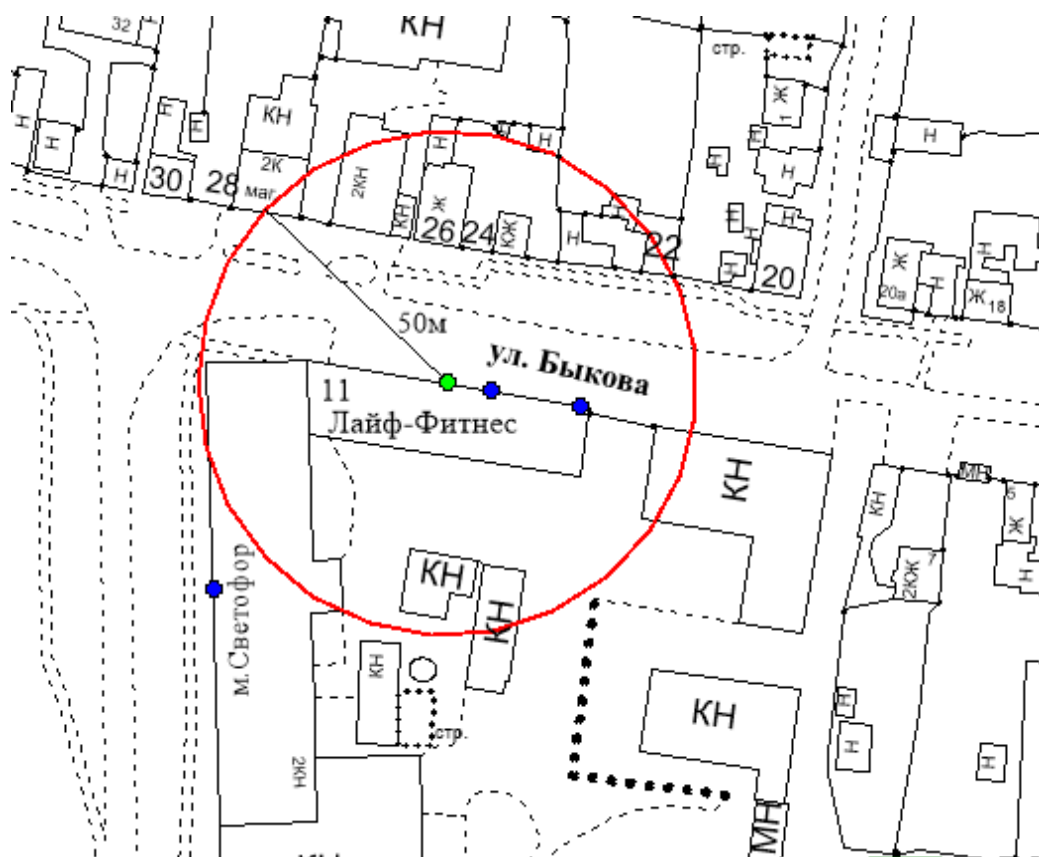 32
КН
стр.
Ж
1
Н
Н
Н
КН
Н
Н
Н
Н
Н
Н
2К
маг.
2КН
Н
30
28
КН
Ж
26
24
КЖ
Н
Н
22
Н
Н
Н
Н
20
Ж
20а
Н
Н
Ж 18
50м
ул. Быкова
11
Лайф-Фитнес
КН
КН
МН
6
Ж
Н
7
2КЖ
КН
КН
м.Светофор
КН
стр.
2КН
КН
МН
Н
Н
Н